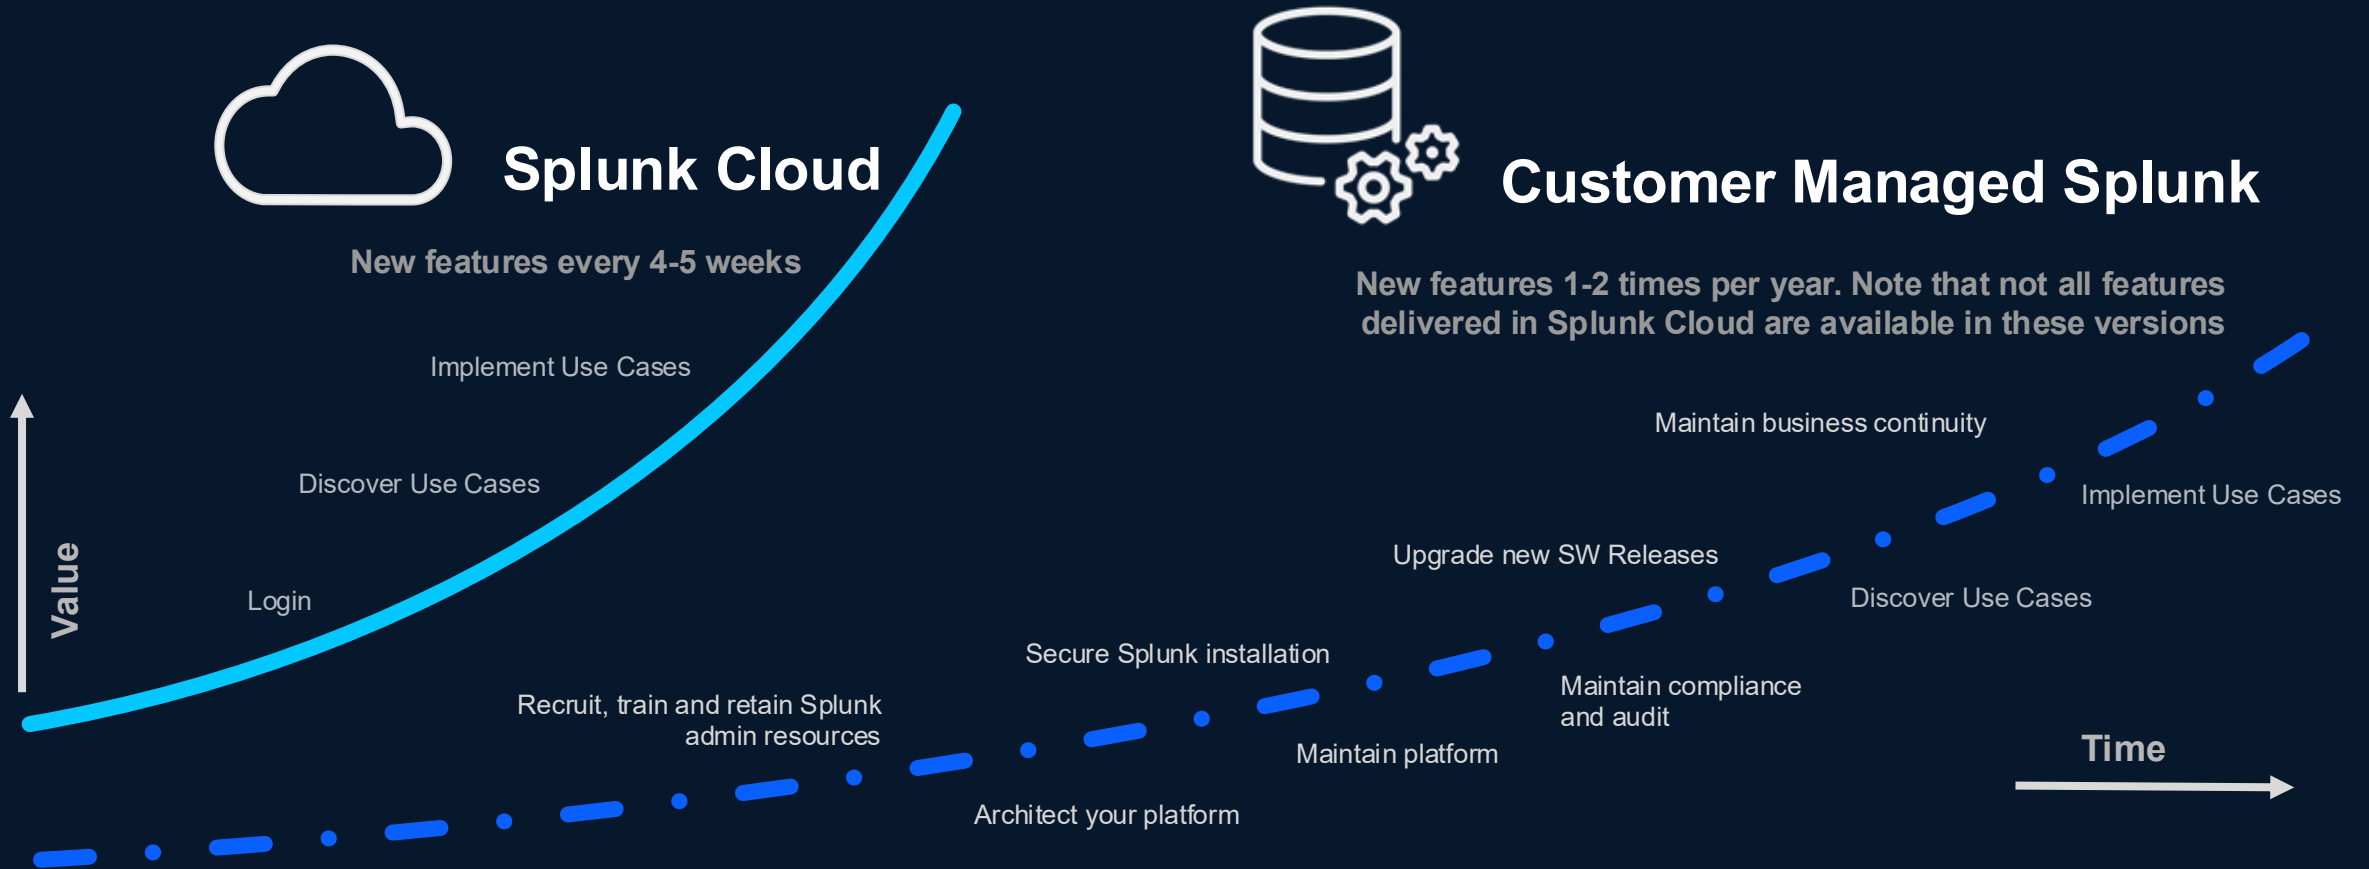 Splunk Cloud
New features every 4-5 weeks
Implement Use Cases
Discover Use Cases
Login
Value
Customer Managed Splunk
New features 1-2 times per year. Note that not all features
delivered in Splunk Cloud are available in these versions
Maintain business continuity
Implement Use Cases
Upgrade new SW Releases
Discover Use Cases
Secure Splunk installation
Maintain compliance
and audit
Recruit, train and retain Splunk
admin resources
Maintain platform
Architect your platform
Time